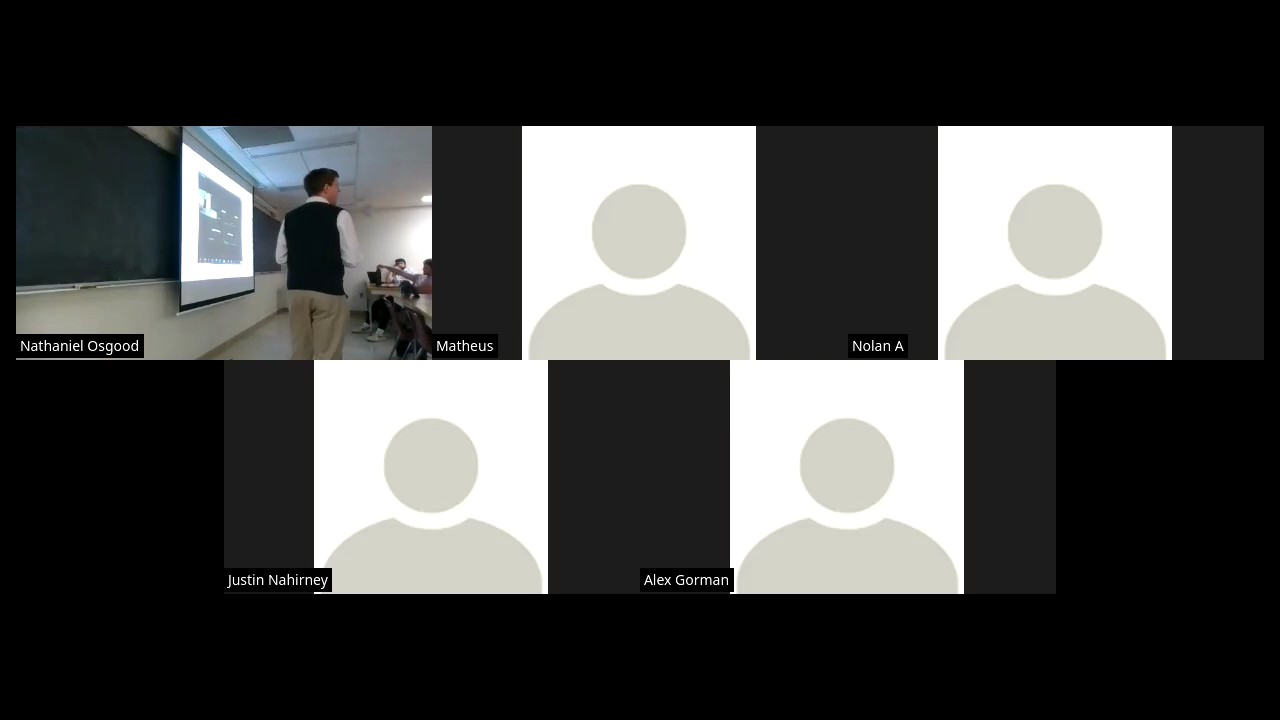 Nathaniel Osgood
Matheus
Nolan A
Justin Nahirney
Alex Gorman